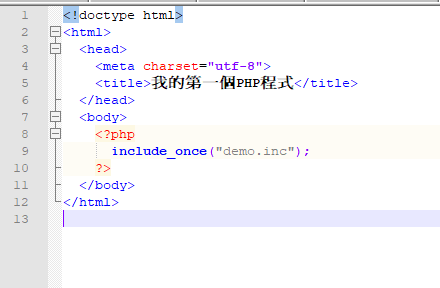 1 <!doctype html>
2 <html>
3 <head>
4 <meta charset="utf-8">
5 <title>我的第一個PHP程式</title>
6 </head>
7 <body>
8 <?php
9 include_once("demo.inc");
10 ?>
11 </body>
12 </html>
13